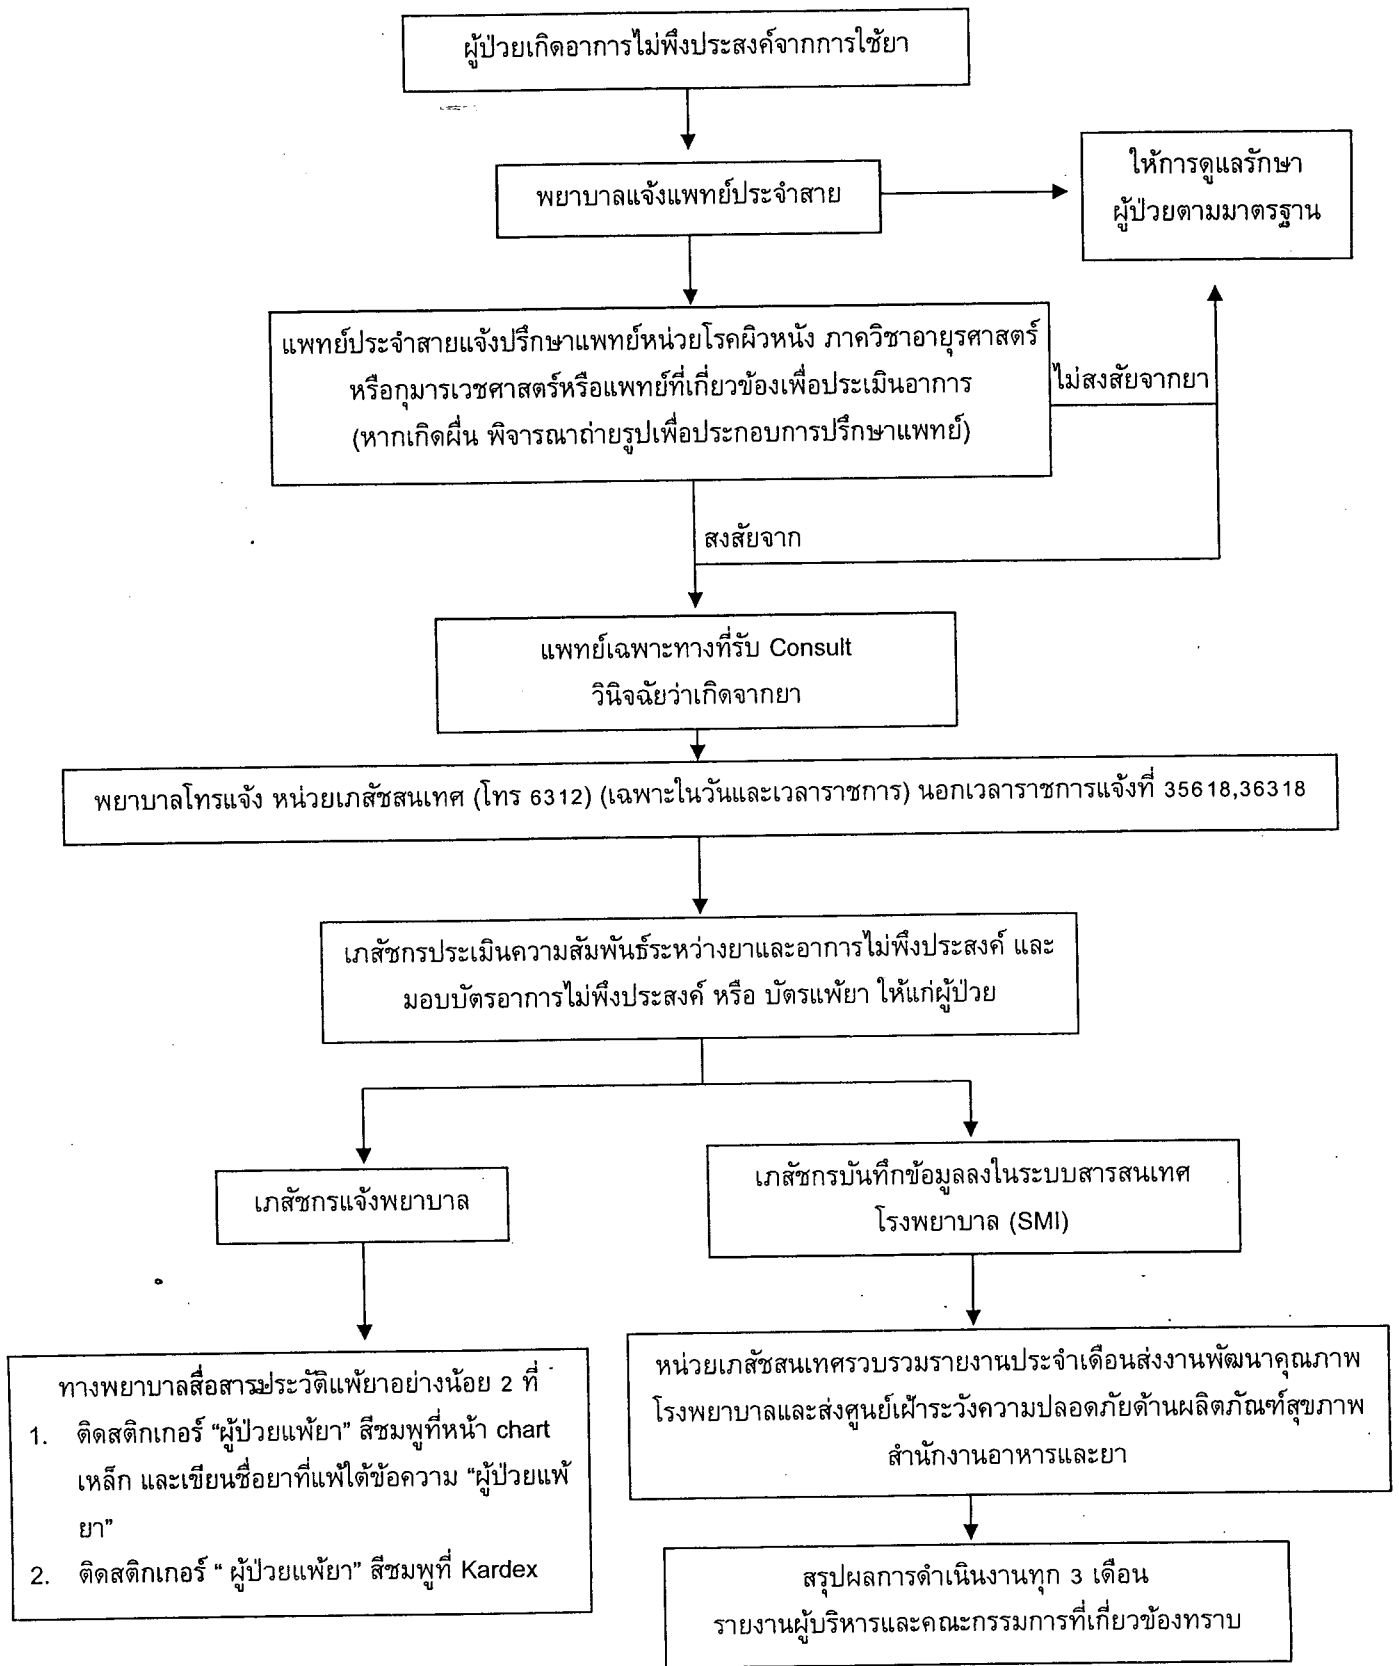 ผู้ป่วยเกิดอาการไม่พึงประสงค์จากการใช้ยา
พยาบาลแจ้งแพทย์ประจำสาย
ให้การดูแลรักษา
ผู้ป่วยตามมาตรฐาน
แพทย์ประจำสายแจ้งปรึกษาแพทย์หน่วยโรคผิวหนัง ภาควิชาอายุรศาสตร์
หรือกุมารเวชศาสตร์หรือแพทย์ที่เกี่ยวข้องเพื่อประเมินอาการ
(หากเกิดผื่น พิจารณาถ่ายรูปเพื่อประกอบการปรึกษาแพทย์)
ไม่สงสัยจากยา
สงสัยจาก
แพทย์เฉพาะทางที่รับ Consult
วินิจฉัยว่าเกิดจากยา
พยาบาลโทรแจ้ง หน่วยเภสัชสนเทศ (โทร 6312) (เฉพาะในวันและเวลาราชการ) นอกเวลาราชการแจ้งที่ 35618,36318
เภสัชกรประเมินความสัมพันธ์ระหว่างยาและอาการไม่พึงประสงค์ และ
มอบบัตรอาการไม่พึงประสงค์ หรือ บัตรแพ้ยา ให้แก่ผู้ป่วย
เภสัชกรแจ้งพยาบาล
เภสัชกรบันทึกข้อมูลลงในระบบสารสนเทศ
โรงพยาบาล (SMI)
ทางพยาบาลสื่อสารประวัติแพ้ยาอย่างน้อย 2 ที่
1. ติดสติกเกอร์ “ผู้ป่วยแพ้ยา” สีชมพูที่หน้า chart
เหล็ก และเขียนชื่อยาที่แพ้ใต้ข้อความ “ผู้ป่วยแพ้
ยา”
2. ติดสติกเกอร์ “ ผู้ป่วยแพ้ยา” สีชมพูที่ Kardex
หน่วยเภสัชสนเทศรวบรวมรายงานประจำเดือนส่งงานพัฒนาคุณภาพ
โรงพยาบาลและส่งศูนย์เฝ้าระวังความปลอดภัยด้านผลิตภัณฑ์สุขภาพ
สำนักงานอาหารและยา
สรุปผลการดำเนินงานทุก 3 เดือน
รายงานผู้บริหารและคณะกรรมการที่เกี่ยวข้องทราบ